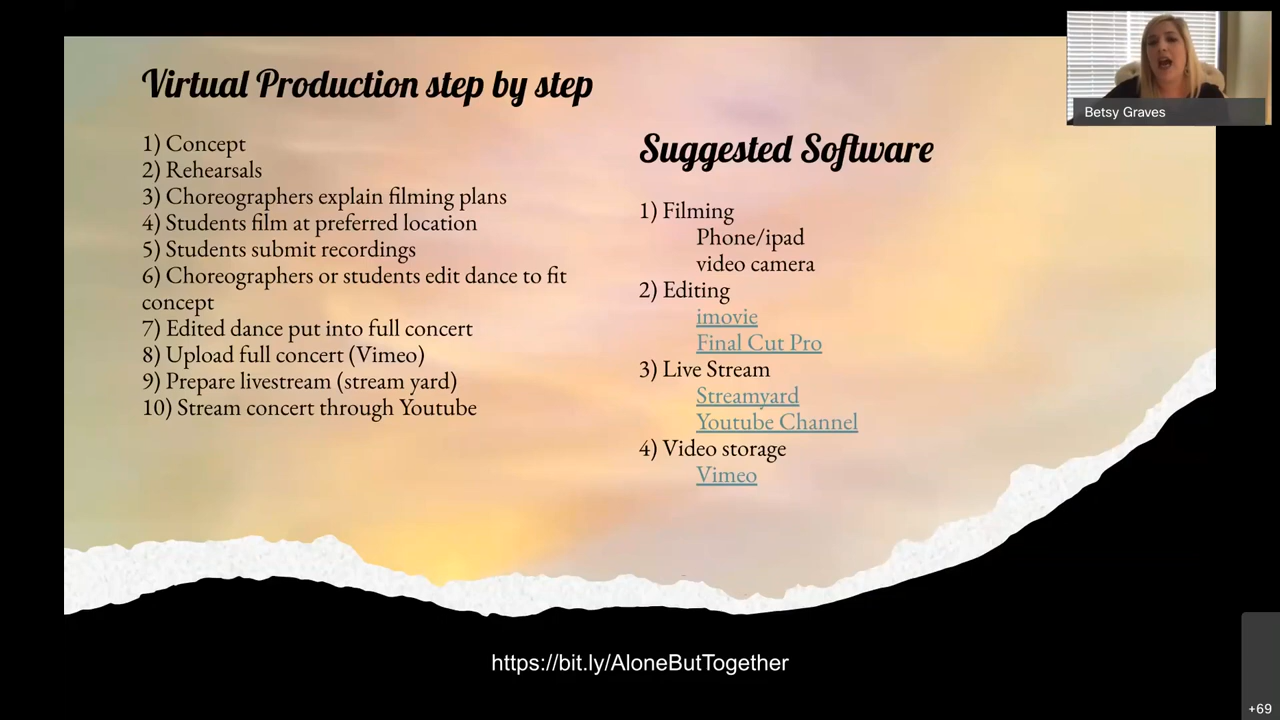 Virtual Production step by step
1) Concept
2) Rehearsals
3) Choreographers explain filming plans
4) Students film at preferred location
5) Students submit recordings
6) Choreographers or students edit dance to fit
concept
7) Edited dance put into full concert
8) Upload full concert (Vimeo)
9) Prepare livestream (stream yard)
10) Stream concert through Youtube
Suggested Software
1) Filming
Phone/ipad
video camera
2) Editing
imovie
Final Cut Pro
3) Live Stream
Streamyard
Youtube Channel
4) Video storage
Vimeo
Betsy Graves
https://bit.ly/AloneButTogether
+69